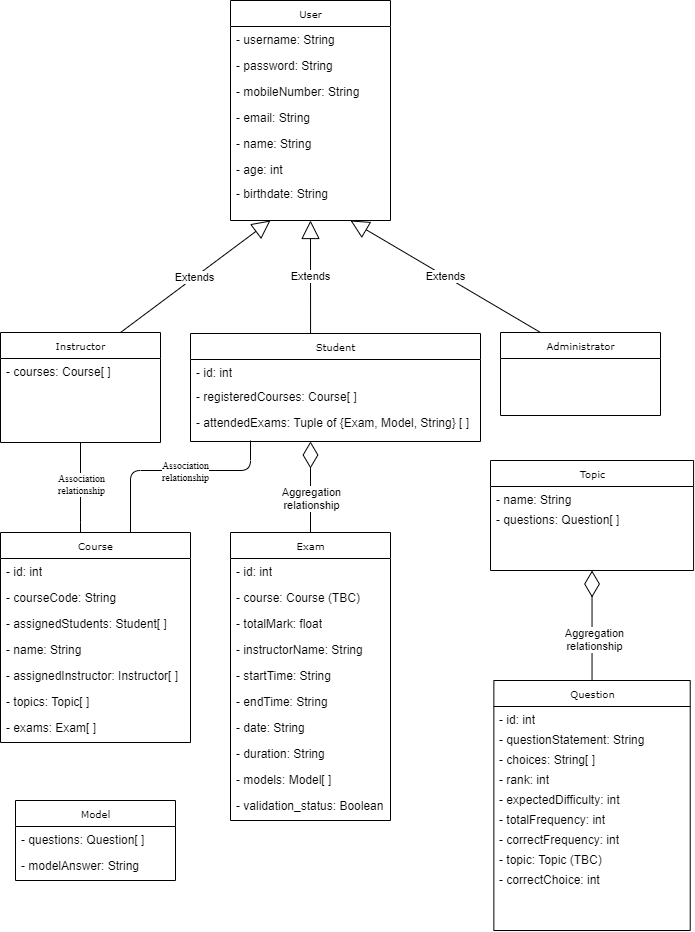 User
- username: String
- password: String
- mobileNumber: String
- email: String
- name: String
- age: int
- birthdate: String
Extends
Extends
Extends
Instructor
- courses: Course[ ]
Student
- id: int
- registeredCourses: Course[ ]
- attendedExams: Tuple of {Exam, Model, String} [ ]
Administrator
Association
relationship
Association
relationship
Aggregation
relationship
Topic
- name: String
- questions: Question[ ]
Course
- id: int
- courseCode: String
- assignedStudents: Student[ ]
- name: String
- assignedInstructor: Instructor[ ]
- topics: Topic[ ]
- exams: Exam[ ]
Exam
- id: int
- course: Course (TBC)
- totalMark: float
- instructorName: String
- startTime: String
- endTime: String
- date: String
- duration: String
- models: Model[ ]
- validation_status: Boolean
Aggregation
relationship
Question
- id: int
- questionStatement: String
- choices: String[ ]
- rank: int
- expectedDifficulty: int
- totalFrequency: int
- correctFrequency: int
- topic: Topic (TBC)
- correctChoice: int
Model
- questions: Question[ ]
- modelAnswer: String